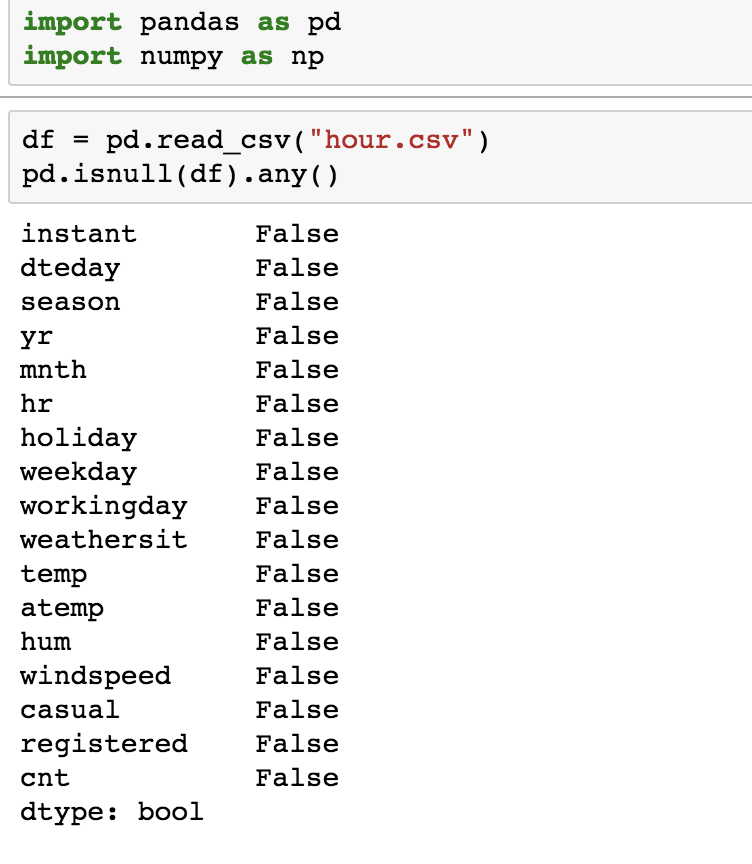 import pandas as pd
import numpy as np
df = pd.read_csv("hour.csv")
pd.isnull(df).any()
instant False
dteday False
season False
yr False
mnth False
hr False
holiday False
weekday False
workingday False
weathersit False
temp False
atemp False
hum False
windspeed False
casual False
registered False
cnt False
dtype: bool